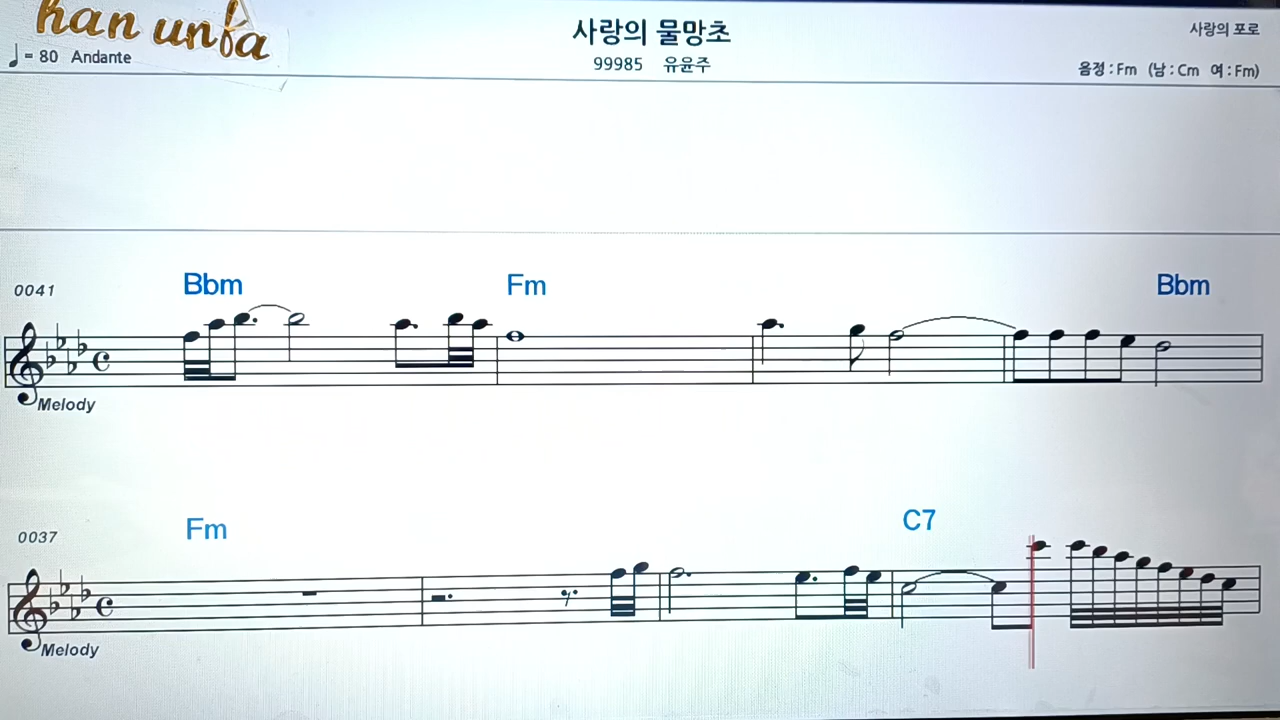 han unfa
♩= 80 Andante
사랑의 물망초
99985 유윤주
사랑의 포로
음정 : Fm (남 : Cm 여 : Fm)
0041
Bbm Fm Bbm
Melody
0037
Fm C7
Melody